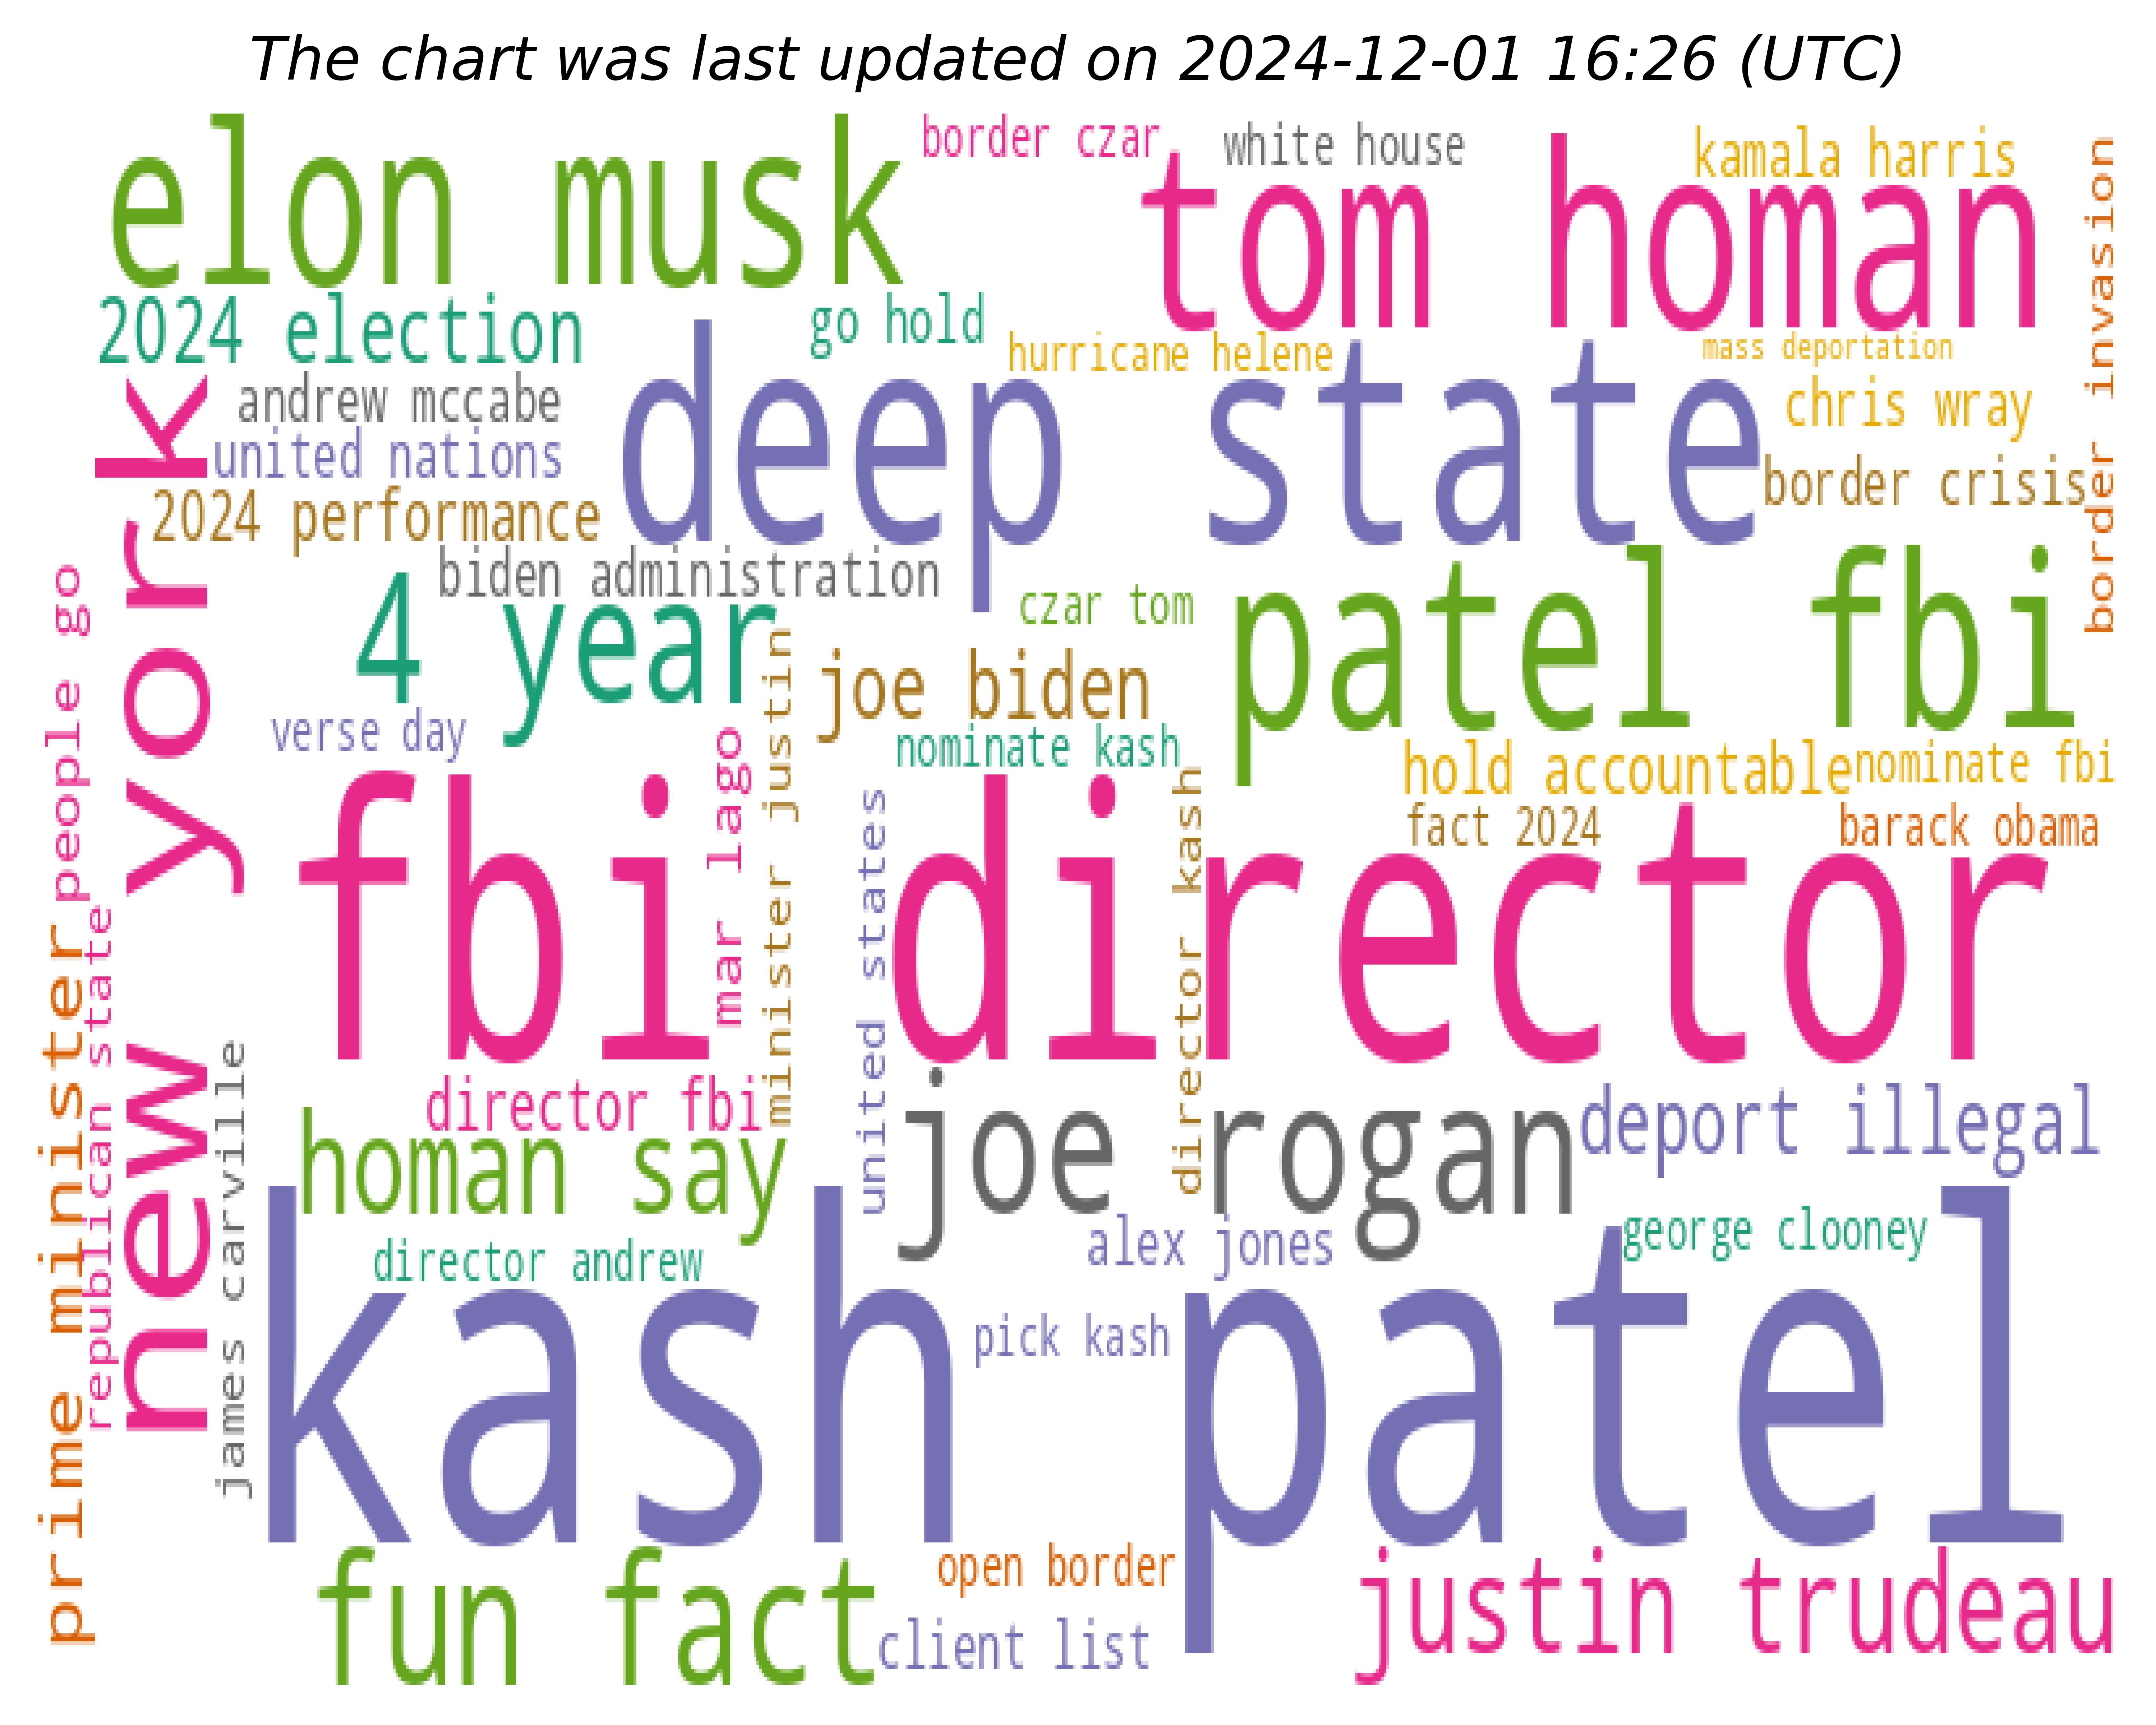 The chart was last updated on 2024-12-01 16:26 (UTC)
elon musk
border czar
white house
kamala harris
tom homan
border invasion
2024 election
go hold
hurricane helene
mass deportation
andrew mccabe
deep state
chris wray
united nations
border crisis
2024 performance
biden administration
4 year
czar tom
patel fbi
joe biden
verse day
nominate kash
hold accountable
nominate fbi
fact 2024
barack obama
new york
people go
prime minister
republican state
james carville
mar lago
minister justin
united states
director kash
fbi director
director fbi
homan say
joe rogan
deport illegal
director andrew
alex jones
george clooney
kash patel
pick kash
fun fact
open border
client list
justin trudeau